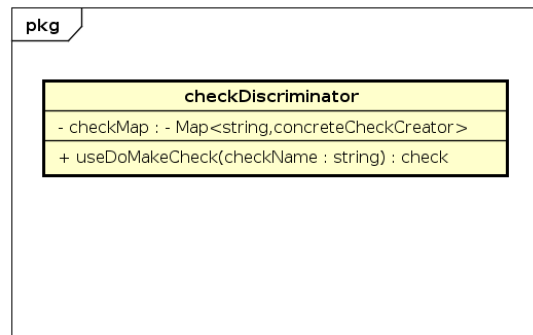 pkg
checkDiscriminator
- checkMap : - Map<string,concreteCheckCreator>
+ useDoMakeCheck(checkName : string) : check